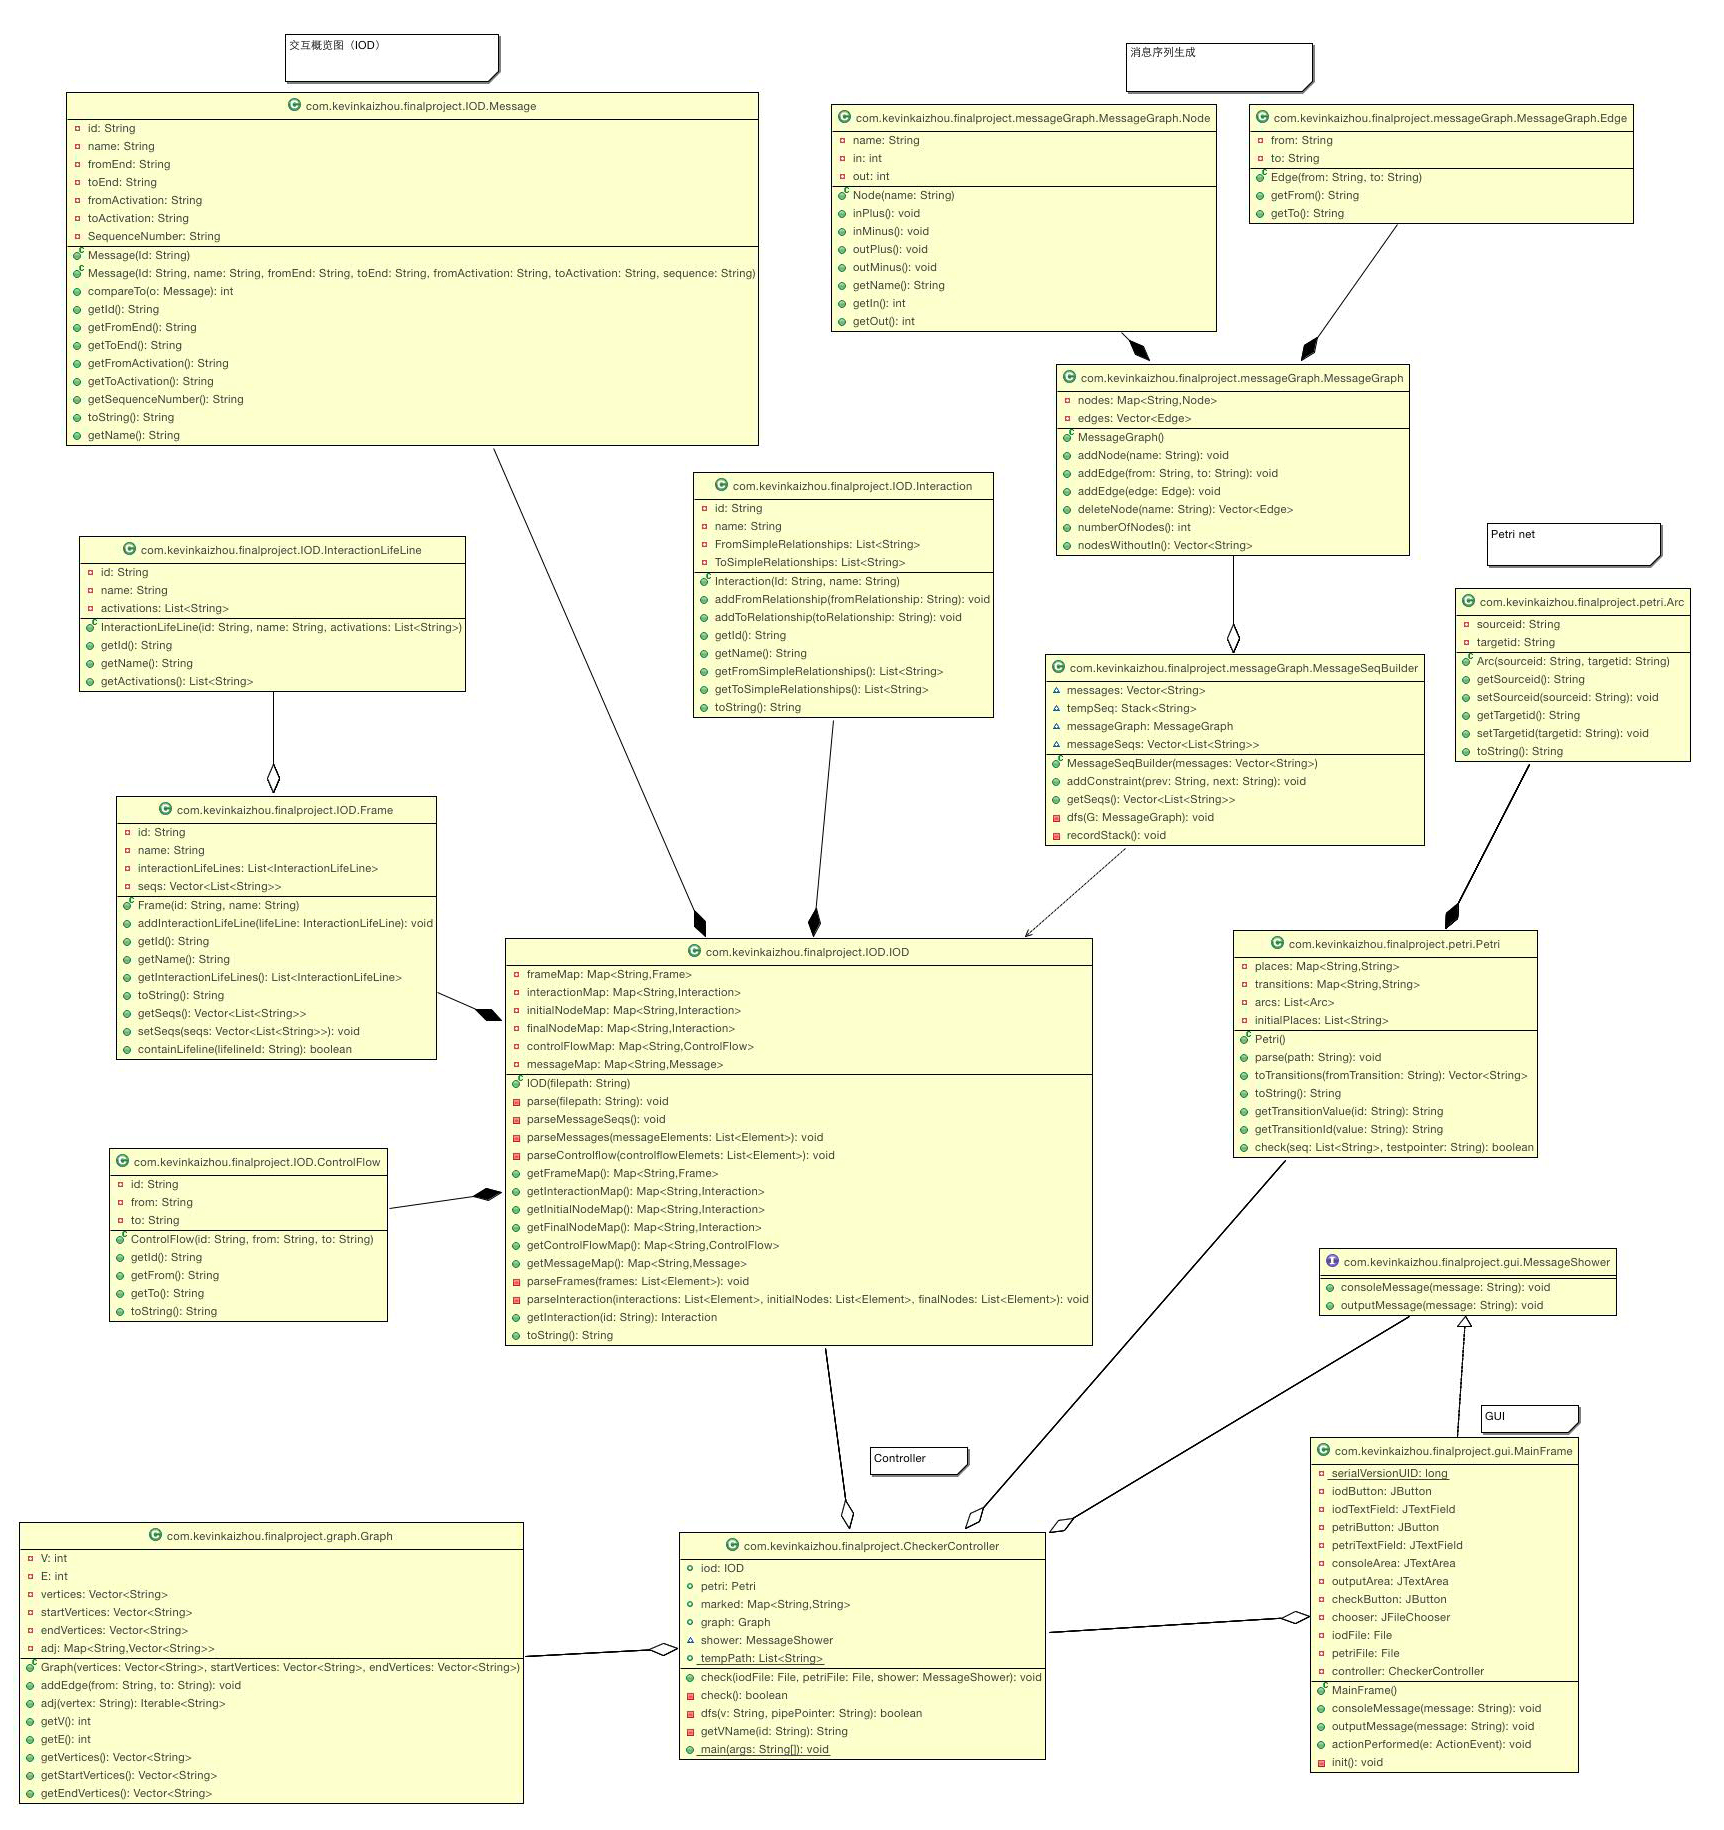 交互概览图（IOD）
com.kevinkaizhou.finalproject.IOD.Message
id: String
name: String
fromEnd: String
toEnd: String
fromActivation: String
toActivation: String
SequenceNumber: String
Message(Id: String)
Message(Id: String, name: String, fromEnd: String, toEnd: String, fromActivation: String, toActivation: String, sequence: String)
compareTo(o: Message): int
getId(): String
getFromEnd(): String
getToEnd(): String
getFromActivation(): String
getToActivation(): String
getSequenceNumber(): String
toString(): String
getName(): String
消息序列生成
com.kevinkaizhou.finalproject.messageGraph.MessageGraph.Node
name: String
in: int
out: int
Node(name: String)
inPlus(): void
inMinus(): void
outPlus(): void
outMinus(): void
getName(): String
getIn(): int
getOut(): int
com.kevinkaizhou.finalproject.messageGraph.MessageGraph.Edge
from: String
to: String
Edge(from: String, to: String)
getFrom(): String
getTo(): String
com.kevinkaizhou.finalproject.messageGraph.MessageGraph
nodes: Map<String,Node>
edges: Vector<Edge>
MessageGraph()
addNode(name: String): void
addEdge(from: String, to: String): void
addEdge(edge: Edge): void
deleteNode(name: String): Vector<Edge>
numberOfNodes(): int
nodesWithoutIn(): Vector<String>
com.kevinkaizhou.finalproject.IOD.Interaction
id: String
name: String
FromSimpleRelationships: List<String>
ToSimpleRelationships: List<String>
Interaction(Id: String, name: String)
addFromRelationship(fromRelationship: String): void
addToRelationship(toRelationship: String): void
getId(): String
getName(): String
getFromSimpleRelationships(): List<String>
getToSimpleRelationships(): List<String>
toString(): String
com.kevinkaizhou.finalproject.IOD.InteractionLifeLine
id: String
name: String
activations: List<String>
InteractionLifeLine(id: String, name: String, activations: List<String>)
getId(): String
getName(): String
getActivations(): List<String>
Petri net
com.kevinkaizhou.finalproject.petri.Arc
sourceid: String
targetid: String
Arc(sourceid: String, targetid: String)
getSourceid(): String
setSourceid(sourceid: String): void
getTargetid(): String
setTargetid(targetid: String): void
toString(): String
com.kevinkaizhou.finalproject.messageGraph.MessageSeqBuilder
messages: Vector<String>
tempSeq: Stack<String>
messageGraph: MessageGraph
messageSeqs: Vector<List<String>>
MessageSeqBuilder(messages: Vector<String>)
addConstraint(prev: String, next: String): void
getSeqs(): Vector<List<String>>
dfs(G: MessageGraph): void
recordStack(): void
com.kevinkaizhou.finalproject.IOD.Frame
id: String
name: String
interactionLifeLines: List<InteractionLifeLine>
seqs: Vector<List<String>>
Frame(id: String, name: String)
addInteractionLifeLine(lifeLine: InteractionLifeLine): void
getId(): String
getName(): String
getInteractionLifeLines(): List<InteractionLifeLine>
toString(): String
getSeqs(): Vector<List<String>>
setSeqs(seqs: Vector<List<String>>): void
containLifeline(lifelineId: String): boolean
com.kevinkaizhou.finalproject.IOD.IOD
frameMap: Map<String,Frame>
interactionMap: Map<String,Interaction>
initialNodeMap: Map<String,Interaction>
finalNodeMap: Map<String,Interaction>
controlFlowMap: Map<String,ControlFlow>
messageMap: Map<String,Message>
IOD(filepath: String)
parse(filepath: String): void
parseMessageSeqs(): void
parseMessages(messageElements: List<Element>): void
parseControlflow(controlflowElemets: List<Element>): void
getFrameMap(): Map<String,Frame>
getInteractionMap(): Map<String,Interaction>
getInitialNodeMap(): Map<String,Interaction>
getFinalNodeMap(): Map<String,Interaction>
getControlFlowMap(): Map<String,ControlFlow>
getMessageMap(): Map<String,Message>
parseFrames(frames: List<Element>): void
parseInteraction(interactions: List<Element>, initialNodes: List<Element>, finalNodes: List<Element>): void
getInteraction(id: String): Interaction
toString(): String
com.kevinkaizhou.finalproject.petri.Petri
places: Map<String,String>
transitions: Map<String,String>
arcs: List<Arc>
initialPlaces: List<String>
Petri()
parse(path: String): void
toTransitions(fromTransition: String): Vector<String>
toString(): String
getTransitionValue(id: String): String
getTransitionId(value: String): String
check(seq: List<String>, testpointer: String): boolean
com.kevinkaizhou.finalproject.IOD.ControlFlow
id: String
from: String
to: String
ControlFlow(id: String, from: String, to: String)
getId(): String
getFrom(): String
getTo(): String
toString(): String
com.kevinkaizhou.finalproject.gui.MessageShower
consoleMessage(message: String): void
outputMessage(message: String): void
GUI
com.kevinkaizhou.finalproject.gui.MainFrame
serialVersionUID: long
iodButton: JButton
iodTextField: JTextField
petriButton: JButton
petriTextField: JTextField
consoleArea: JTextArea
outputArea: JTextArea
checkButton: JButton
chooser: JFileChooser
iodFile: File
petriFile: File
controller: CheckerController
MainFrame()
consoleMessage(message: String): void
outputMessage(message: String): void
actionPerformed(e: ActionEvent): void
init(): void
Controller
com.kevinkaizhou.finalproject.CheckerController
iod: IOD
petri: Petri
marked: Map<String,String>
graph: Graph
shower: MessageShower
tempPath: List<String>
check(iodFile: File, petriFile: File, shower: MessageShower): void
check(): boolean
dfs(v: String, pipePointer: String): boolean
getVName(id: String): String
main(args: String[]): void
com.kevinkaizhou.finalproject.graph.Graph
V: int
E: int
vertices: Vector<String>
startVertices: Vector<String>
endVertices: Vector<String>
adj: Map<String,Vector<String>>
Graph(vertices: Vector<String>, startVertices: Vector<String>, endVertices: Vector<String>)
addEdge(from: String, to: String): void
adj(vertex: String): Iterable<String>
getV(): int
getE(): int
getVertices(): Vector<String>
getStartVertices(): Vector<String>
getEndVertices(): Vector<String>